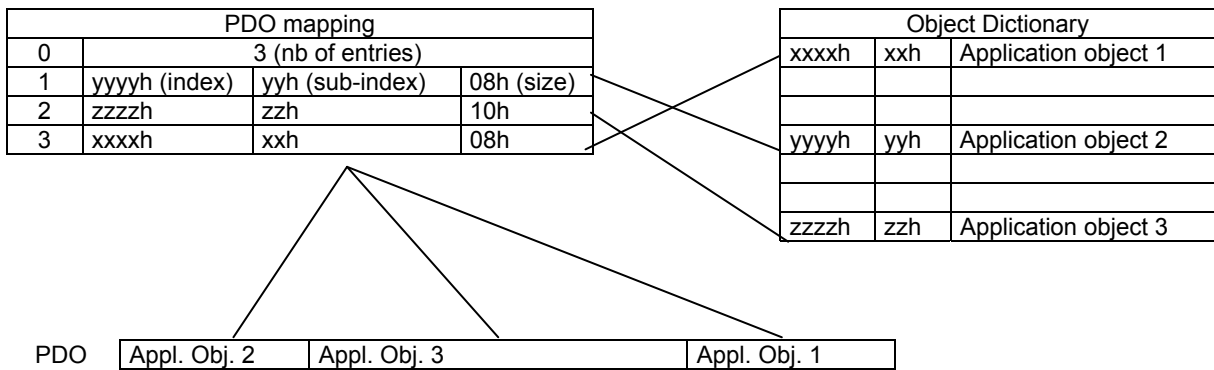 PDO mapping
0 3 (nb of entries)
1 yyyyh (index) yyh (sub-index) 08h (size)
2 zzzzh zzh 10h
3 xxxxh xxh 08h
Object Dictionary
xxxxh xxh Application object 1
yyyyh yyh Application object 2
zzzzh zzh Application object 3
PDO Appl. Obj. 2 Appl. Obj. 3 Appl. Obj. 1